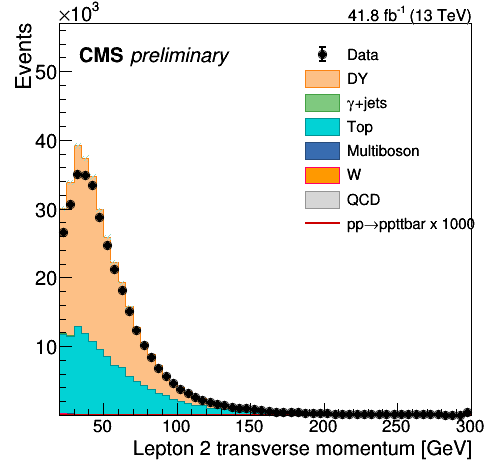 ×10³
41.8 fb⁻¹ (13 TeV)
Events
CMS preliminary
Data
DY
γ+jets
Top
Multiboson
W
QCD
pp→ppttbar x 1000
50
40
30
20
10
50 100 150 200 250 300
Lepton 2 transverse momentum [GeV]